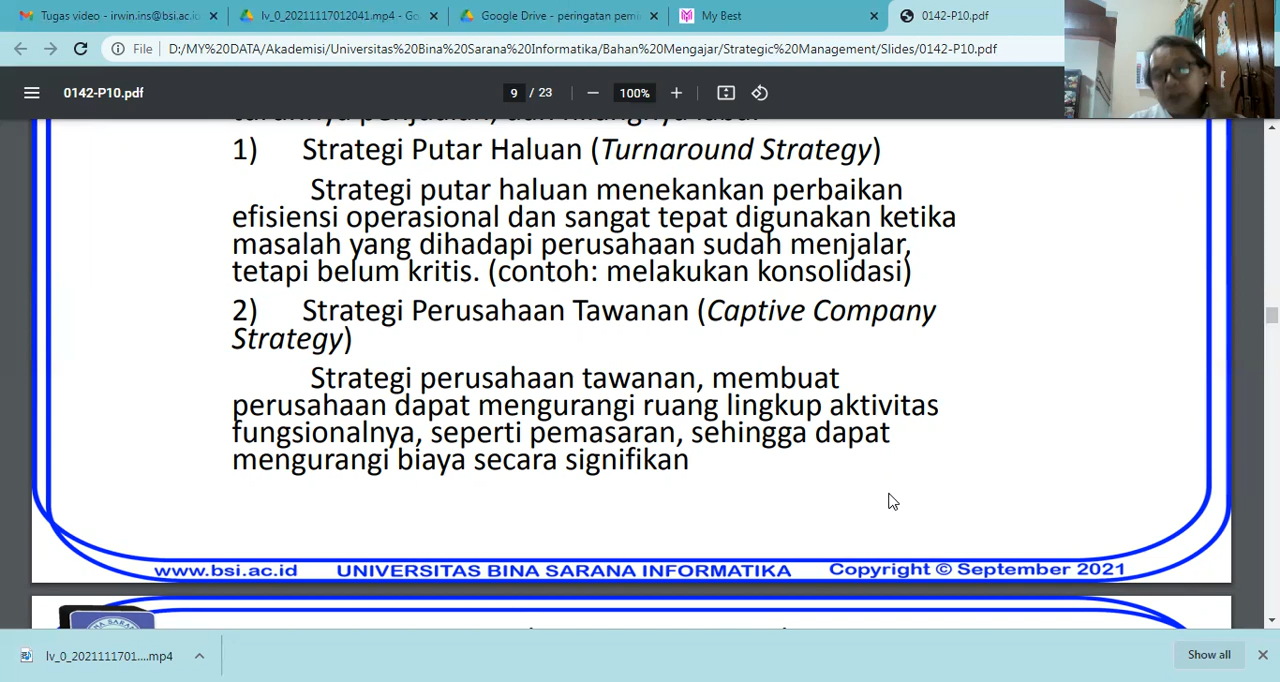 Tugas video - irwin.ins@bsi.ac.id
lv_0_20211117012041.mp4 - Go
Google Drive - peringatan pemi
My Best
0142-P10.pdf
File
D:/MY%20DATA/Akademisi/Universitas%20Bina%20Sarana%20Informatika/Bahan%20Mengajar/Strategic%20Management/Slides/0142-P10.pdf
0142-P10.pdf
9 / 23
100%
1) Strategi Putar Haluan (Turnaround Strategy)
Strategi putar haluan menekankan perbaikan
efisiensi operasional dan sangat tepat digunakan ketika
masalah yang dihadapi perusahaan sudah menjalar,
tetapi belum kritis. (contoh: melakukan konsolidasi)
2) Strategi Perusahaan Tawanan (Captive Company
Strategy)
Strategi perusahaan tawanan, membuat
perusahaan dapat mengurangi ruang lingkup aktivitas
fungsionalnya, seperti pemasaran, sehingga dapat
mengurangi biaya secara signifikan
www.bsi.ac.id UNIVERSITAS BINA SARANA INFORMATIKA Copyright © September 2021
lv_0_2021111701....mp4
Show all